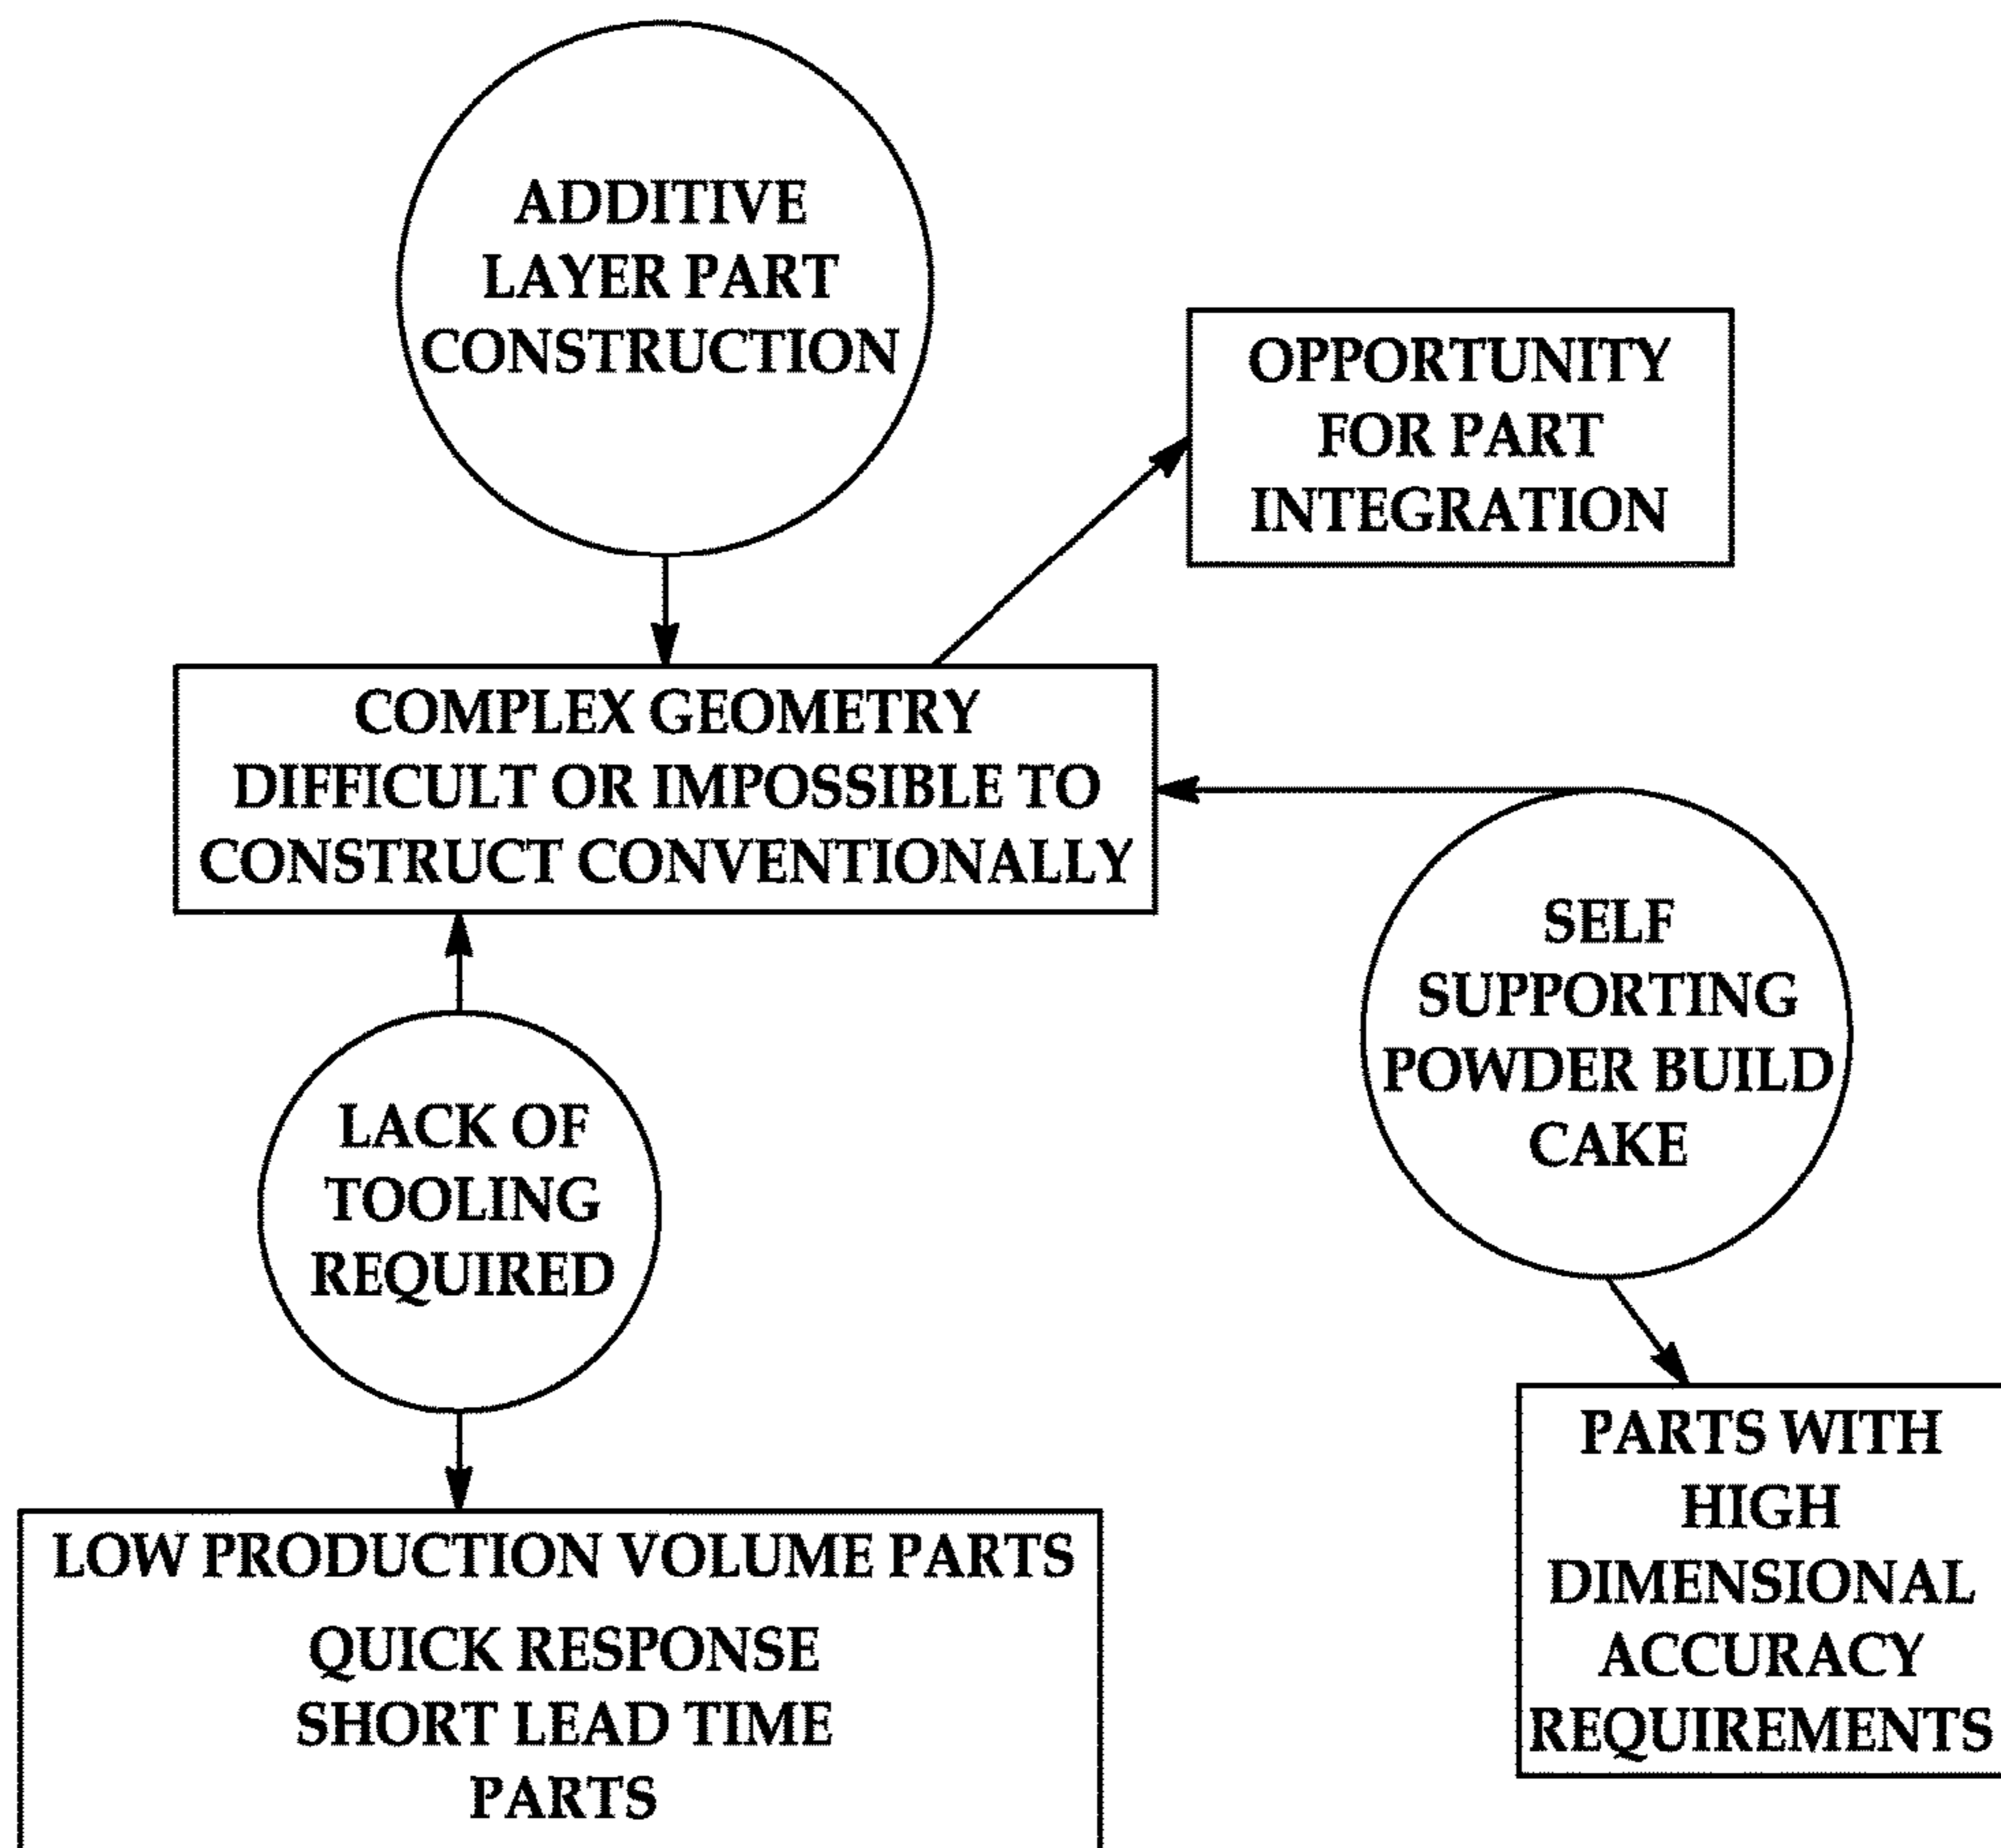 ADDITIVE
LAYER PART
CONSTRUCTION
OPPORTUNITY
FOR PART
INTEGRATION
COMPLEX GEOMETRY
DIFFICULT OR IMPOSSIBLE TO
CONSTRUCT CONVENTIONALLY
SELF
SUPPORTING
POWDER BUILD
CAKE
LACK OF
TOOLING
REQUIRED
PARTS WITH
HIGH
DIMENSIONAL
ACCURACY
REQUIREMENTS
LOW PRODUCTION VOLUME PARTS
QUICK RESPONSE
SHORT LEAD TIME
PARTS